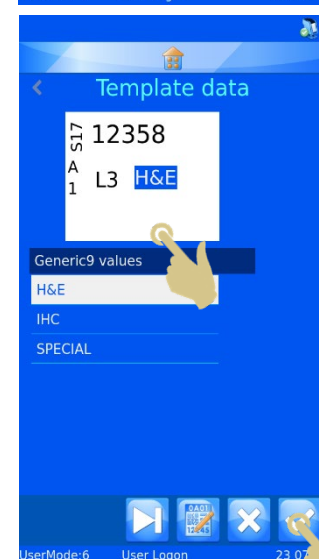 Template data
S17 12358
A 1 L3 H&E
Generic9 values
H&E
IHC
SPECIAL
UserMode:6 User Logon 23 07